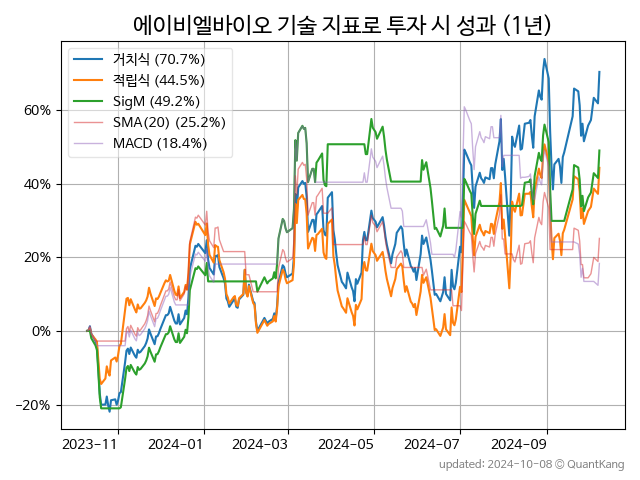 에이비엘바이오 기술 지표로 투자 시 성과 (1년)
거치식 (70.7%)
적립식 (44.5%)
SigM (49.2%)
SMA(20) (25.2%)
MACD (18.4%)
60%
40%
20%
0%
−20%
2023−11 2024−01 2024−03 2024−05 2024−07 2024−09
updated: 2024-10-08 © QuantKang